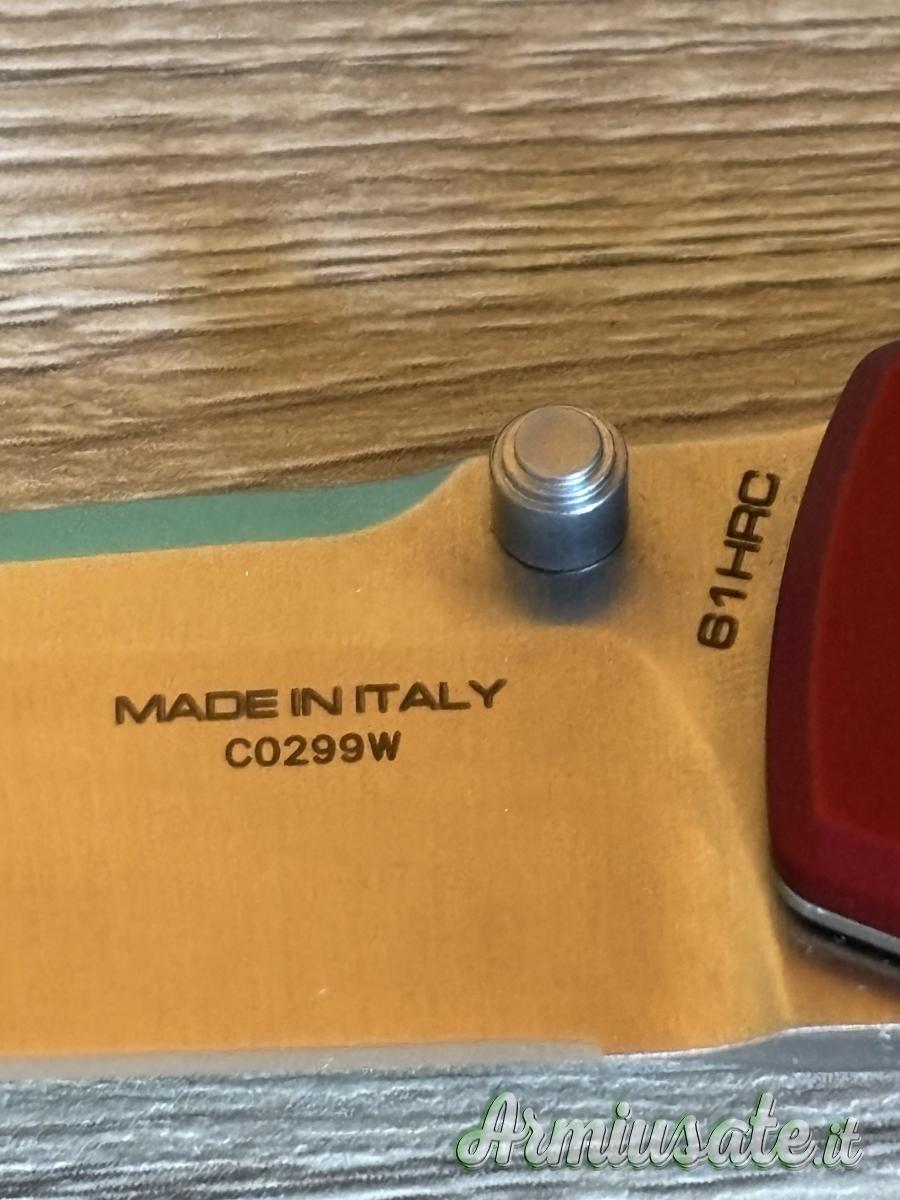 61HRC
MADE IN ITALY
C0299W
Armiusate.it